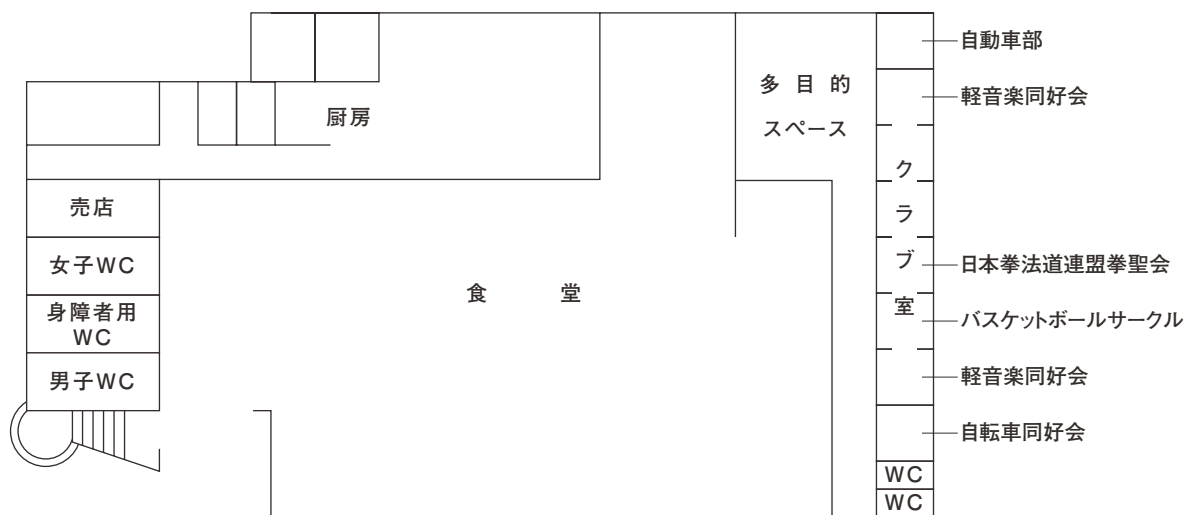 自動車部
多目的
スペース
軽音楽同好会
厨房
クラブ室
売店
女子WC
日本拳法道連盟拳聖会
食堂
身障者用
WC
バスケットボールサークル
男子WC
軽音楽同好会
自転車同好会
WC
WC